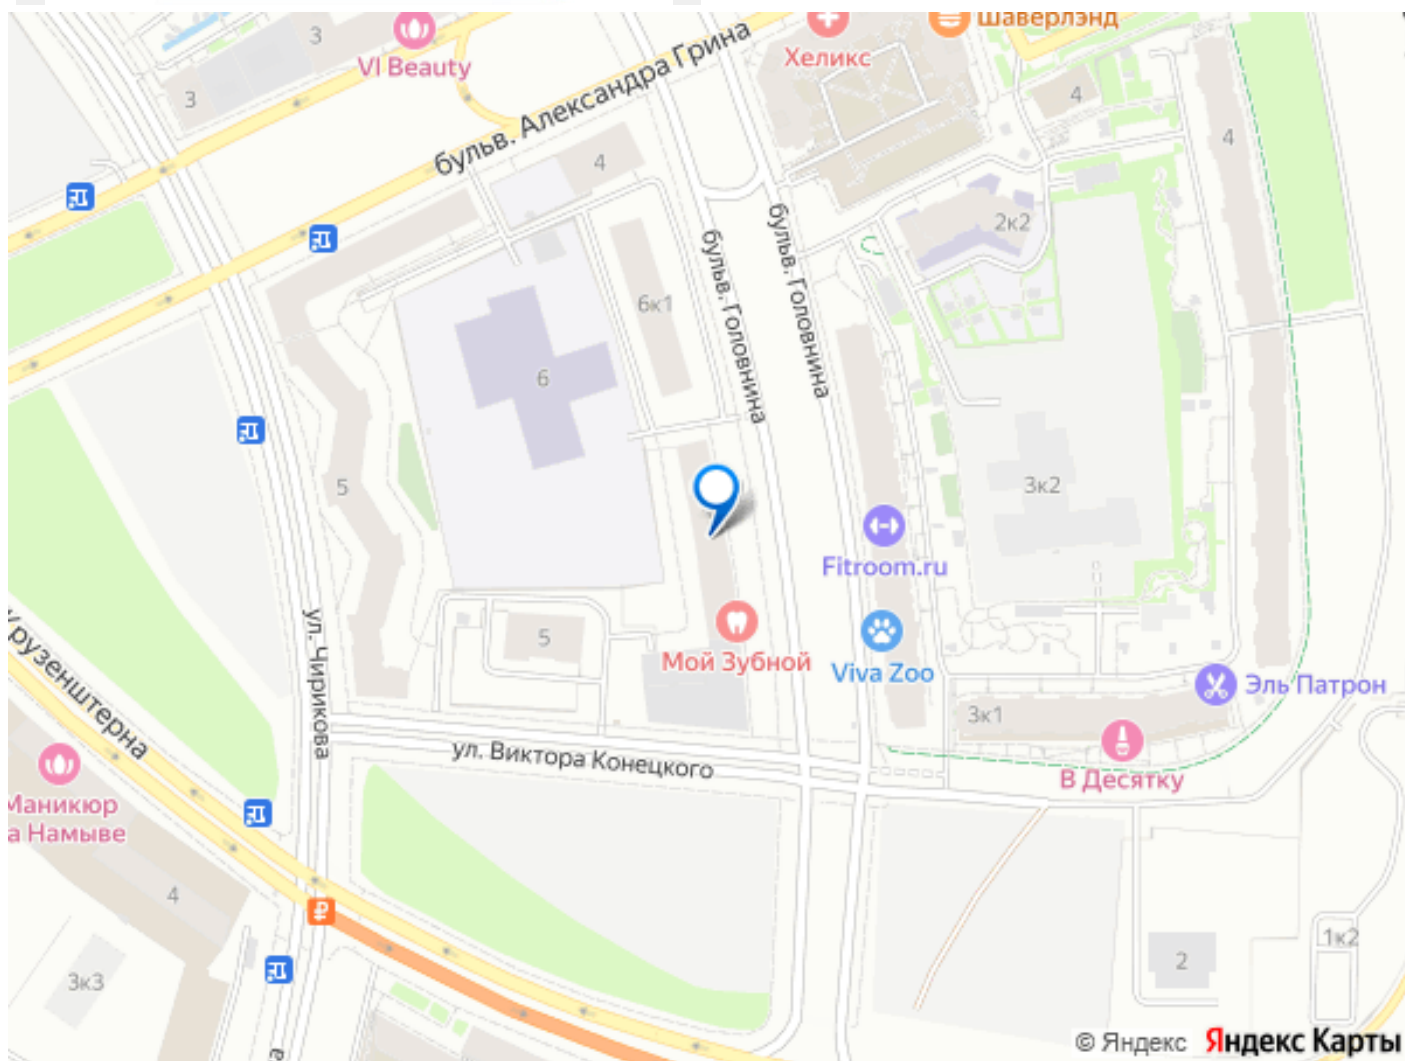 Шаверлэнд
3
VI Beauty
Хеликс
3
бульв. Александра Грина
4
4
4
2к2
бульв. Головнина
бульв. Головнина
6к1
6
5
3к2
Fitroom.ru
5
ул. Чирикова
Мой Зубной
Viva Zoo
Эль Патрон
3к1
Крузенштерна
ул. Виктора Конецкого
В Десятку
Маникюр
а Намыве
4
3к3
1к2
2
© Яндекс Яндекс Карты